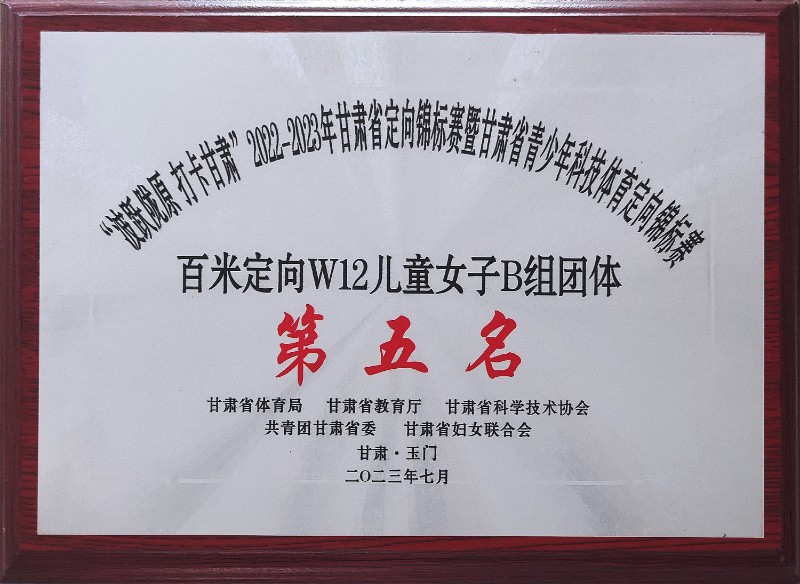 “渡跃陇原 打卡甘肃”2022-2023年甘肃省定向锦标赛暨甘肃省青少年科技体育定向锦标赛
百米定向W12儿童女子B组团体
第五名
甘肃省体育局 甘肃省教育厅 甘肃省科学技术协会
共青团甘肃省委 甘肃省妇女联合会
甘肃·玉门
二〇二三年七月